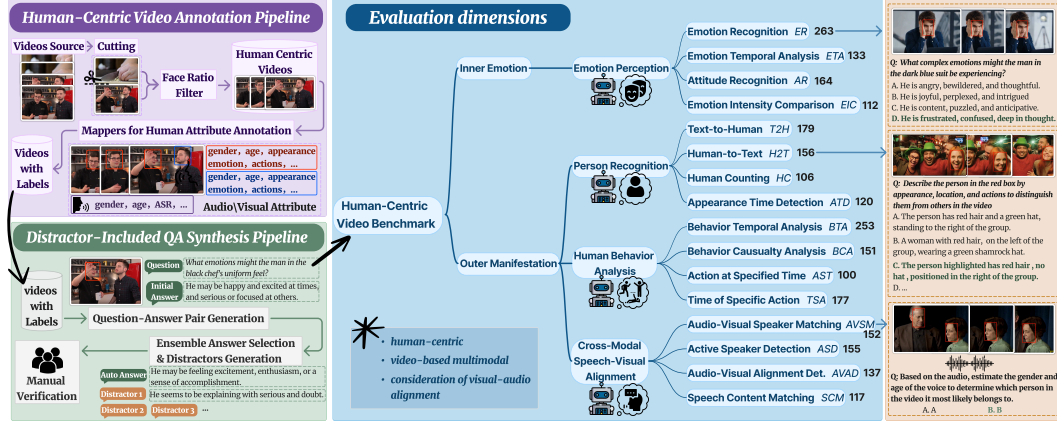 Human-Centric Video Annotation Pipeline
Videos Source
Cutting
Face Ratio
Filter
Human Centric
Videos
Mappers for Human Attribute Annotation
Videos
with
Labels
gender, age, appearance
emotion, actions, ...
gender, age, appearance
emotion, actions, ...
gender, age, ASR, ...
Audio\Visual Attribute
Distractor-Included QA Synthesis Pipeline
videos
with
Labels
Question
What emotions might the man in the
black chef's uniform feel?
Initial
Answer
He may be happy and excited at times,
and serious or focused at others.
Question-Answer Pair Generation
Ensemble Answer Selection
& Distractors Generation
Manual
Verification
Auto Answer
He may be feeling excitement, enthusiasm, or a
sense of accomplishment.
Distractor 1
He seems to be explaining with serious and doubt.
Distractor 2
Distractor 3
...
Evaluation dimensions
Human-Centric
Video Benchmark
Inner Emotion
Outer Manifestation
Emotion Perception
Emotion Recognition ER 263
Emotion Temporal Analysis ETA 133
Attitude Recognition AR 164
Emotion Intensity Comparison EIC 112
Person Recognition
Text-to-Human T2H 179
Human-to-Text H2T 156
Human Counting HC 106
Appearance Time Detection ATD 120
Human Behavior
Analysis
Behavior Temporal Analysis BTA 253
Behavior Causualty Analysis BCA 151
Action at Specified Time AST 100
Time of Specific Action TSA 177
Cross-Modal
Speech-Visual
Alignment
Audio-Visual Speaker Matching AVSM
152
Active Speaker Detection ASD 155
Audio-Visual Alignment Det. AVAD 137
Speech Content Matching SCM 117
• human-centric
• video-based multimodal
• consideration of visual-audio
alignment
Q: What complex emotions might the man in
the dark blue suit be experiencing?
A. He is angry, bewildered, and thoughtful.
B. He is joyful, perplexed, and intrigued
C. He is content, puzzled, and anticipative.
D. He is frustrated, confused, deep in thought.
Q: Describe the person in the red box by
appearance, location, and actions to distinguish
them from others in the video
A. The person has red hair and a green hat,
standing to the right of the group.
B. A woman with red hair, on the left of the
group, wearing a green shamrock hat.
C. The person highlighted has red hair , no
hat , positioned in the right of the group.
D. ...
Q: Based on the audio, estimate the gender and
age of the voice to determine which person in
the video it most likely belongs to.
A. A
B. B